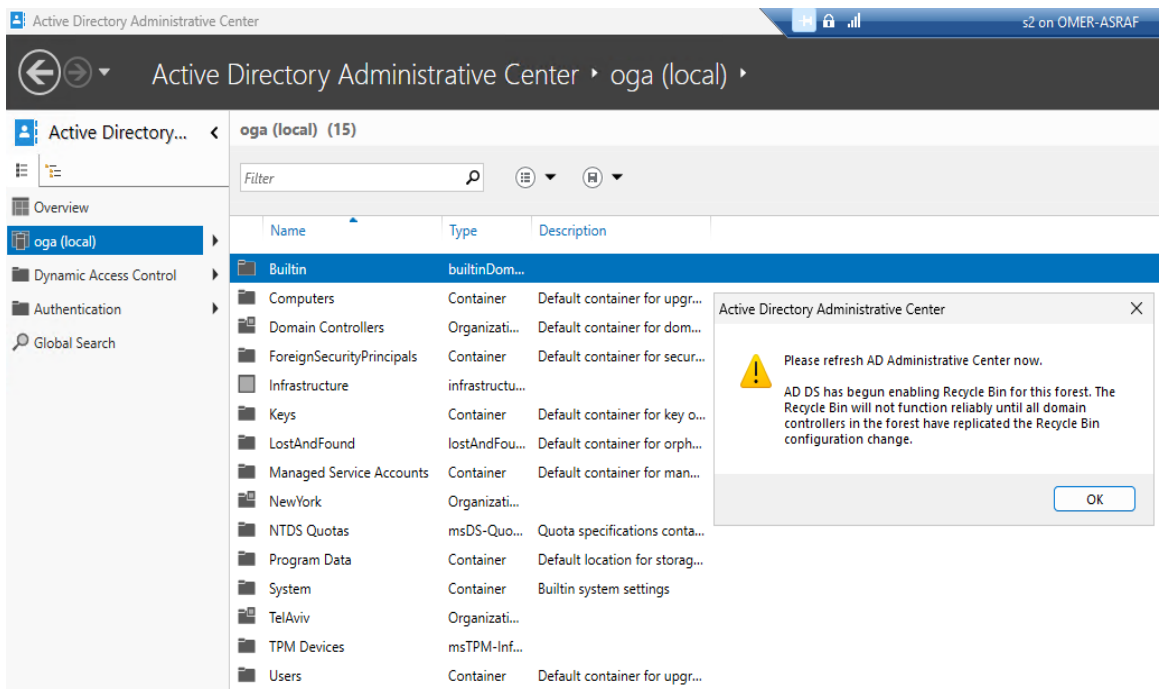 Active Directory Administrative Center
s2 on OMER-ASRAF
Active Directory Administrative Center • oga (local) •
Active Directory...
oga (local) (15)
Filter
Overview
oga (local)
Dynamic Access Control
Authentication
Global Search
Name Type Description
Builtin builtinDom...
Computers Container Default container for upgr...
Domain Controllers Organizati... Default container for dom...
ForeignSecurityPrincipals Container Default container for secur...
Infrastructure infrastructu...
Keys Container Default container for key o...
LostAndFound lostAndFou... Default container for orph...
Managed Service Accounts Container Default container for man...
NewYork Organizati...
NTDS Quotas msDS-Quo... Quota specifications conta...
Program Data Container Default location for storag...
System Container Builtin system settings
TelAviv Organizati...
TPM Devices msTPM-Inf...
Users Container Default container for upgr...
Active Directory Administrative Center
Please refresh AD Administrative Center now.
AD DS has begun enabling Recycle Bin for this forest. The
Recycle Bin will not function reliably until all domain
controllers in the forest have replicated the Recycle Bin
configuration change.
OK